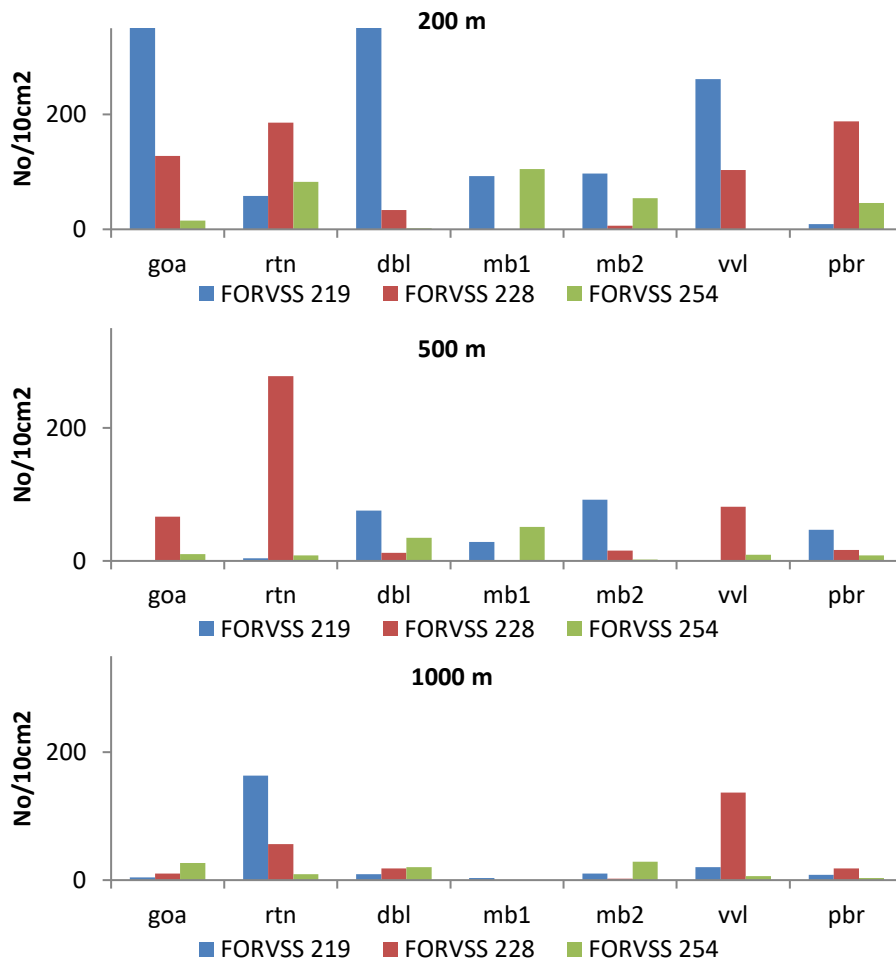 200 m
No/10cm2
200
0
goa rtn dbl mb1 mb2 vvl pbr
FORVSS 219 FORVSS 228 FORVSS 254
500 m
No/10cm2
200
0
goa rtn dbl mb1 mb2 vvl pbr
FORVSS 219 FORVSS 228 FORVSS 254
1000 m
No/10cm2
200
0
goa rtn dbl mb1 mb2 vvl pbr
FORVSS 219 FORVSS 228 FORVSS 254